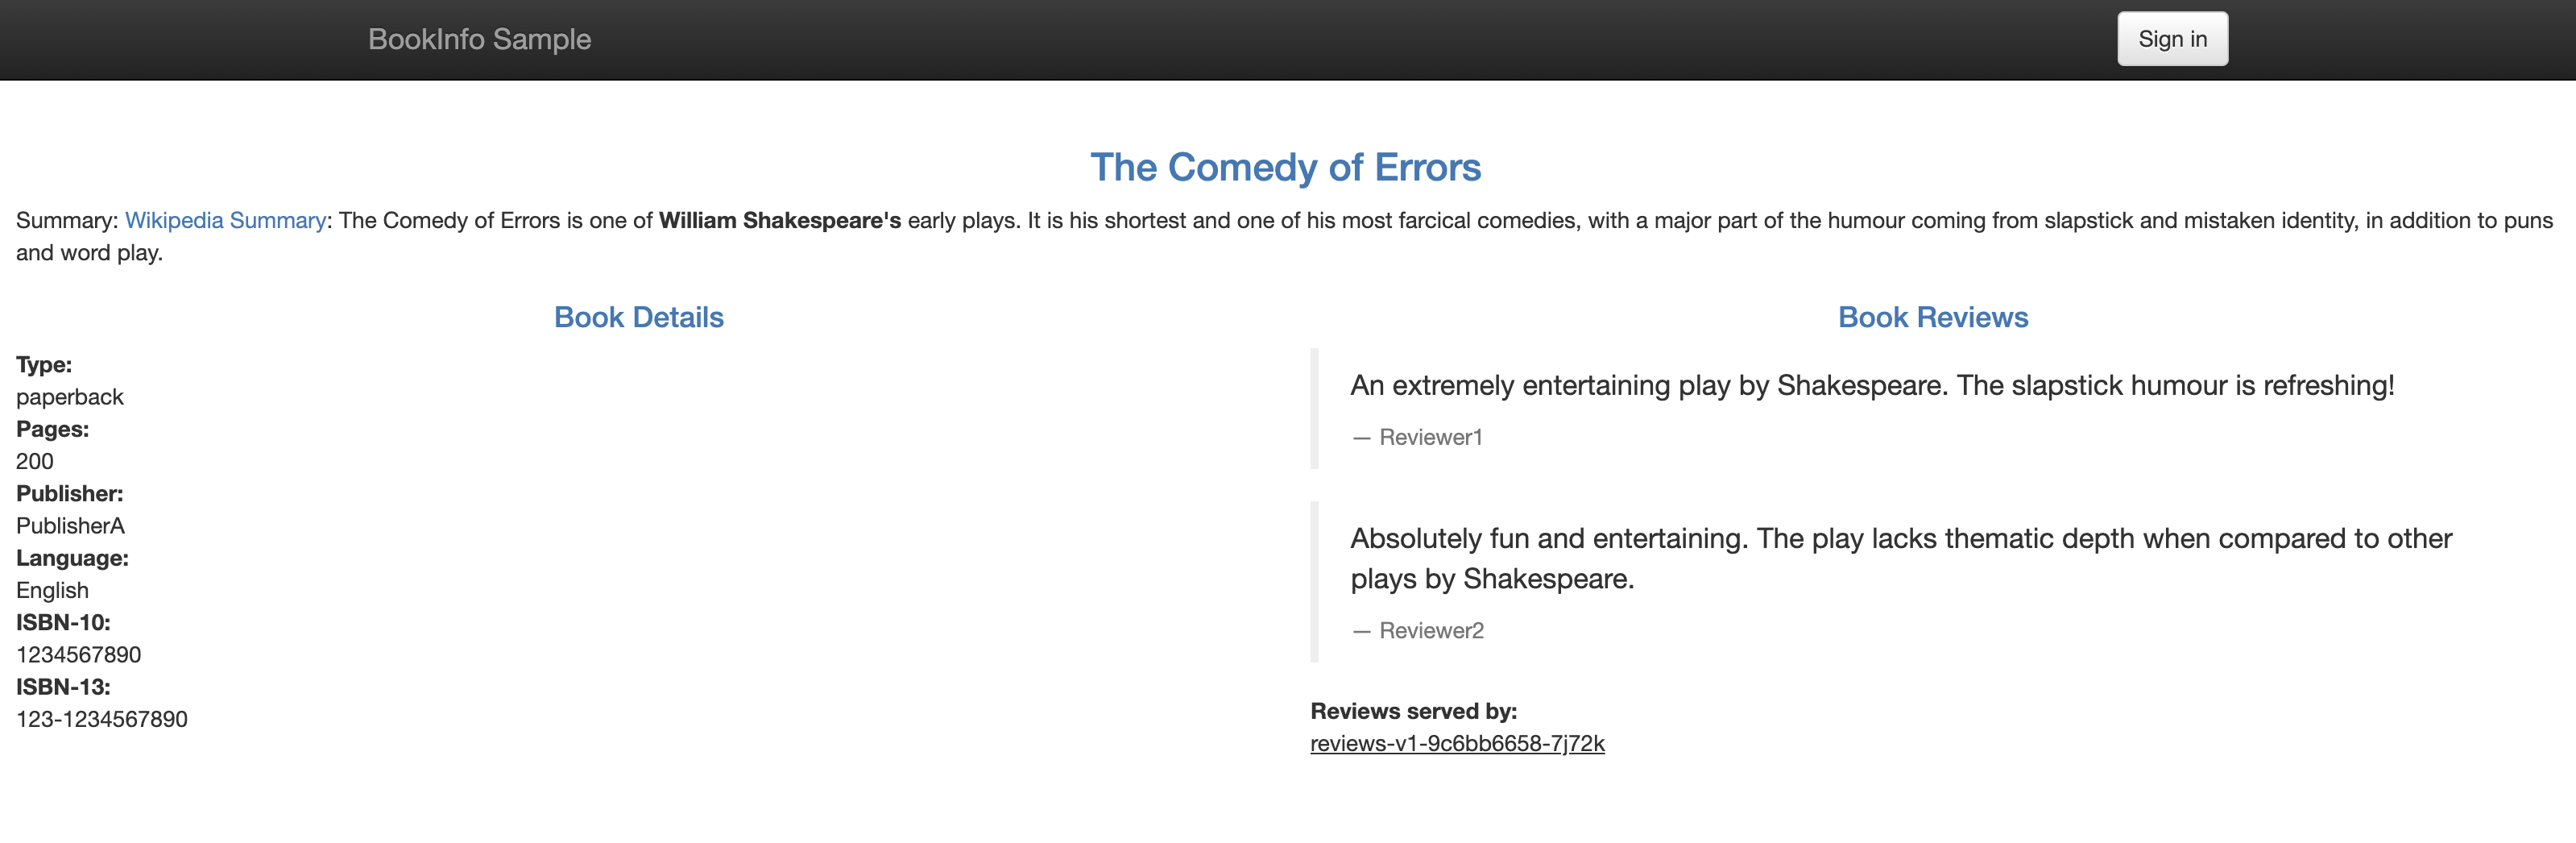 BookInfo Sample
Sign in
The Comedy of Errors
Summary: Wikipedia Summary: The Comedy of Errors is one of William Shakespeare's early plays. It is his shortest and one of his most farcical comedies, with a major part of the humour coming from slapstick and mistaken identity, in addition to puns
and word play.
Book Details
Type:
paperback
Pages:
200
Publisher:
PublisherA
Language:
English
ISBN-10:
1234567890
ISBN-13:
123-1234567890
Book Reviews
An extremely entertaining play by Shakespeare. The slapstick humour is refreshing!
— Reviewer1
Absolutely fun and entertaining. The play lacks thematic depth when compared to other
plays by Shakespeare.
— Reviewer2
Reviews served by:
reviews-v1-9c6bb6658-7j72k